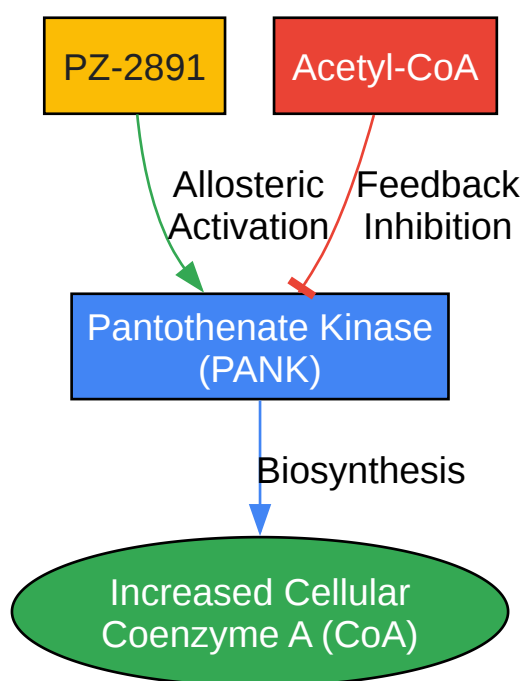 PZ-2891
Acetyl-CoA
Allosteric
Activation
Feedback
Inhibition
Pantothenate Kinase
(PANK)
Biosynthesis
Increased Cellular
Coenzyme A (CoA)